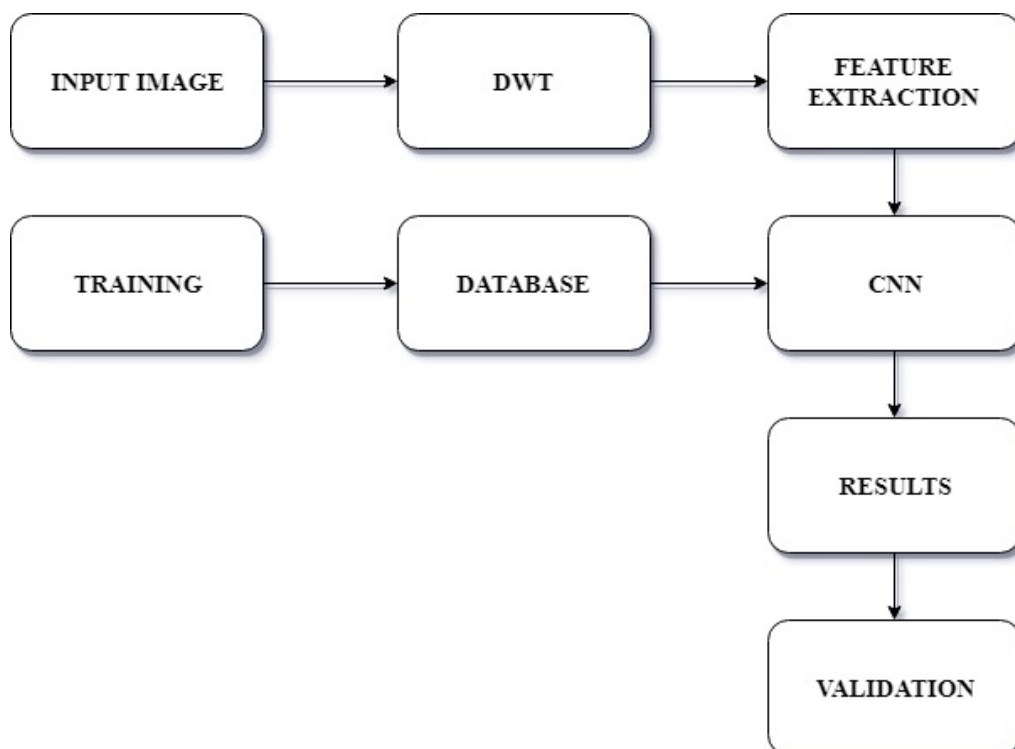 INPUT IMAGE
DWT
FEATURE
EXTRACTION
TRAINING
DATABASE
CNN
RESULTS
VALIDATION